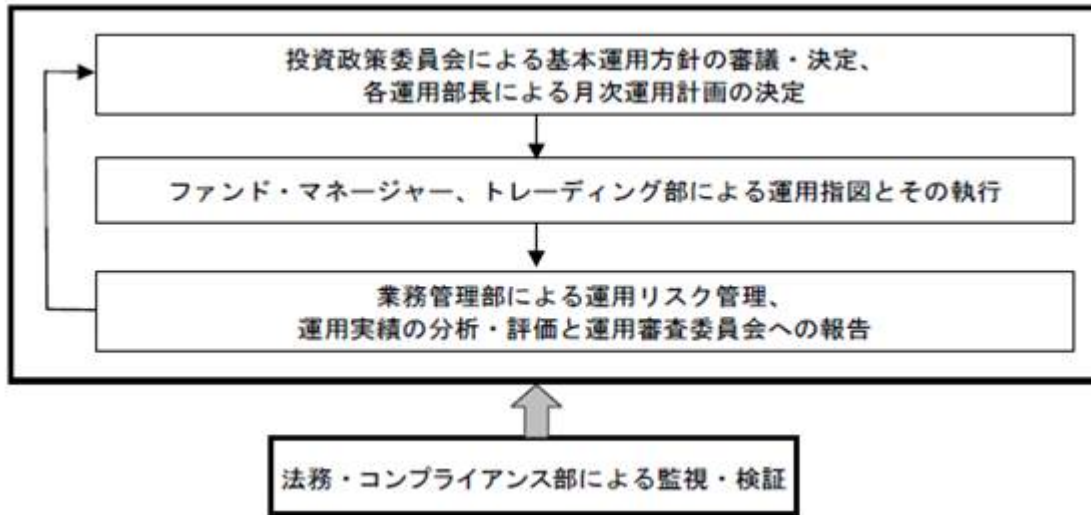 投資政策委員会による基本運用方針の審議・決定、
各運用部長による月次運用計画の決定
ファンド・マネージャー、トレーディング部による運用指図とその執行
業務管理部による運用リスク管理、
運用実績の分析・評価と運用審査委員会への報告
法務・コンプライアンス部による監視・検証